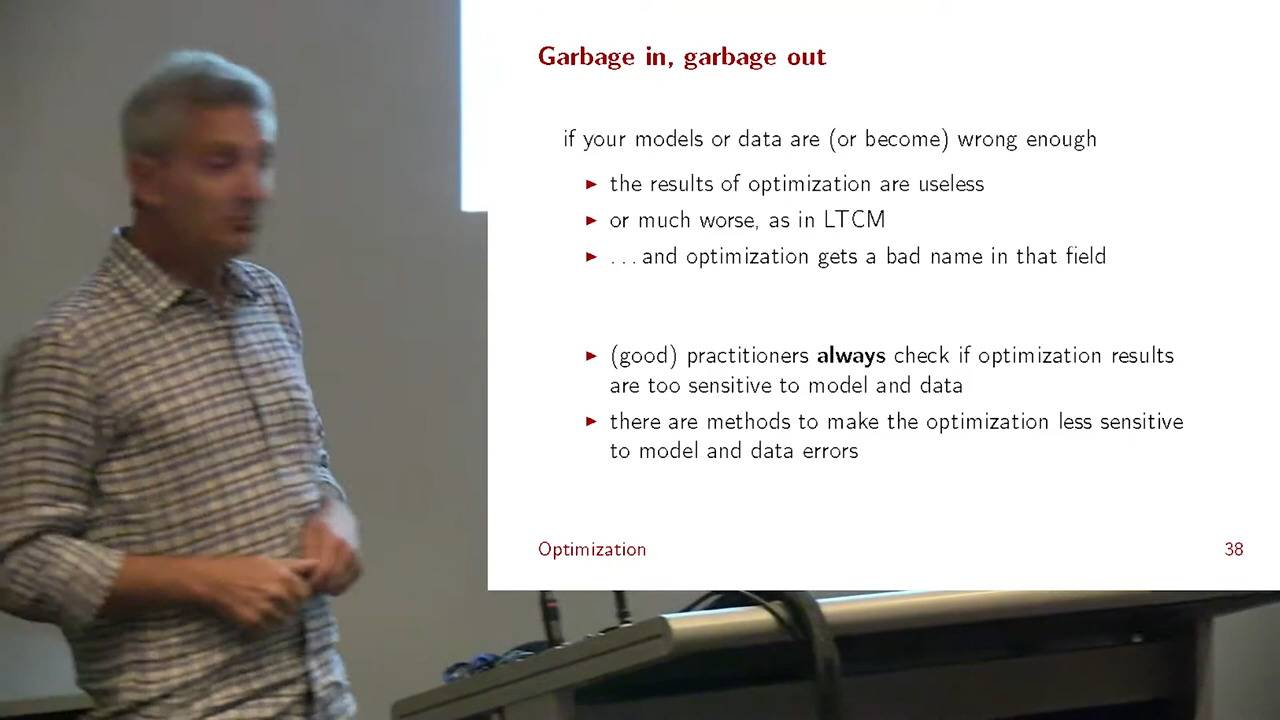 Garbage in, garbage out
if your models or data are (or become) wrong enough
▶ the results of optimization are useless
▶ or much worse, as in LTCM
▶ ...and optimization gets a bad name in that field
▶ (good) practitioners always check if optimization results
are too sensitive to model and data
▶ there are methods to make the optimization less sensitive
to model and data errors
Optimization 38